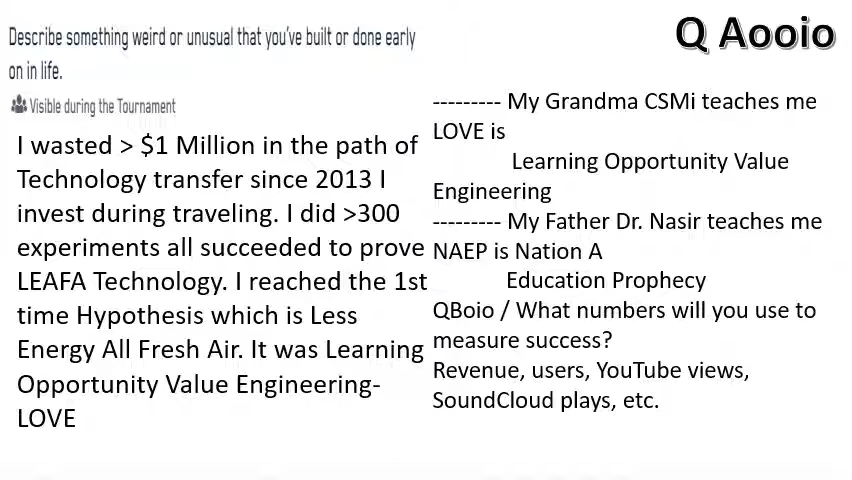 Describe something weird or unusual that you've built or done early
on in life.
Visible during the Tournament
I wasted > $1 Million in the path of
Technology transfer since 2013 I
invest during traveling. I did >300
experiments all succeeded to prove
LEAFA Technology. I reached the 1st
time Hypothesis which is Less
Energy All Fresh Air. It was Learning
Opportunity Value Engineering-
LOVE
Q Aooio
--------- My Grandma CSMi teaches me
LOVE is
Learning Opportunity Value
Engineering
--------- My Father Dr. Nasir teaches me
NAEP is Nation A
Education Prophecy
QBoio / What numbers will you use to
measure success?
Revenue, users, YouTube views,
SoundCloud plays, etc.